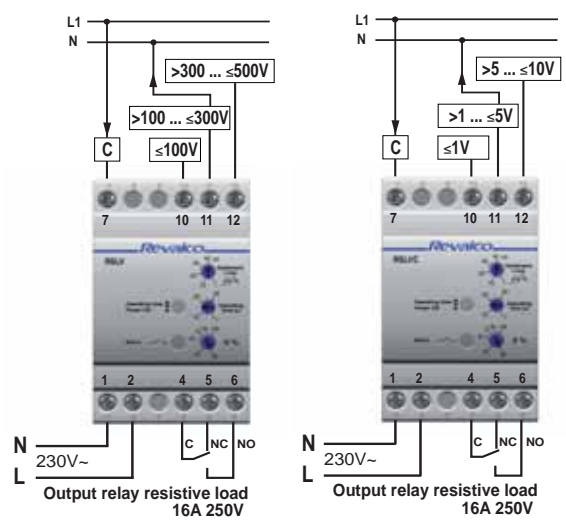 L1
N
>300 ... ≤500V
>100 ... ≤300V
C
≤100V
7 10 11 12
Revalco
RSLV
1 2 4 5 6
N
230V~
L
C NC NO
Output relay resistive load
16A 250V
L1
N
>5 ... ≤10V
>1 ... ≤5V
C
≤1V
7 10 11 12
Revalco
RSLVC
1 2 4 5 6
N
230V~
L
C NC NO
Output relay resistive load
16A 250V